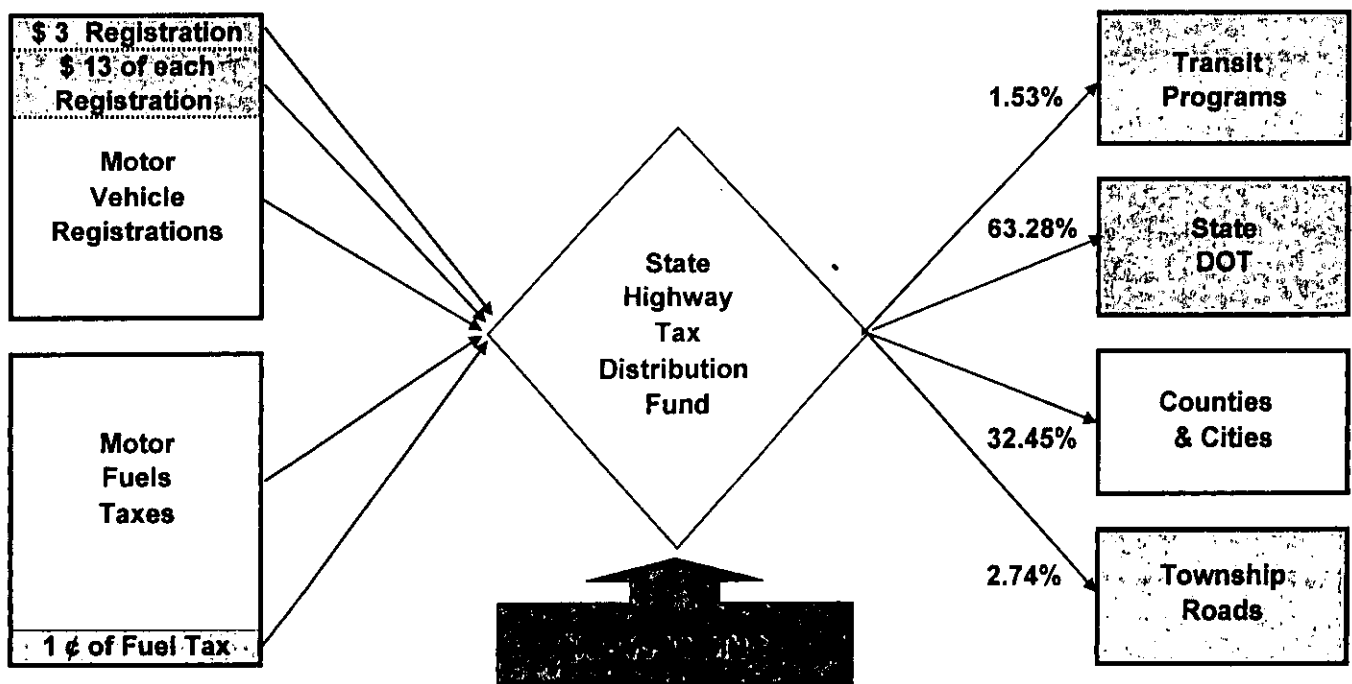 $ 3 Registration
$ 13 of each
Registration
Motor
Vehicle
Registrations
Motor
Fuels
Taxes
1 ¢ of Fuel Tax
State
Highway
Tax
Distribution
Fund
1.53%
63.28%
32.45%
2.74%
Transit
Programs
State
DOT
Counties
& Cities
Township
Roads